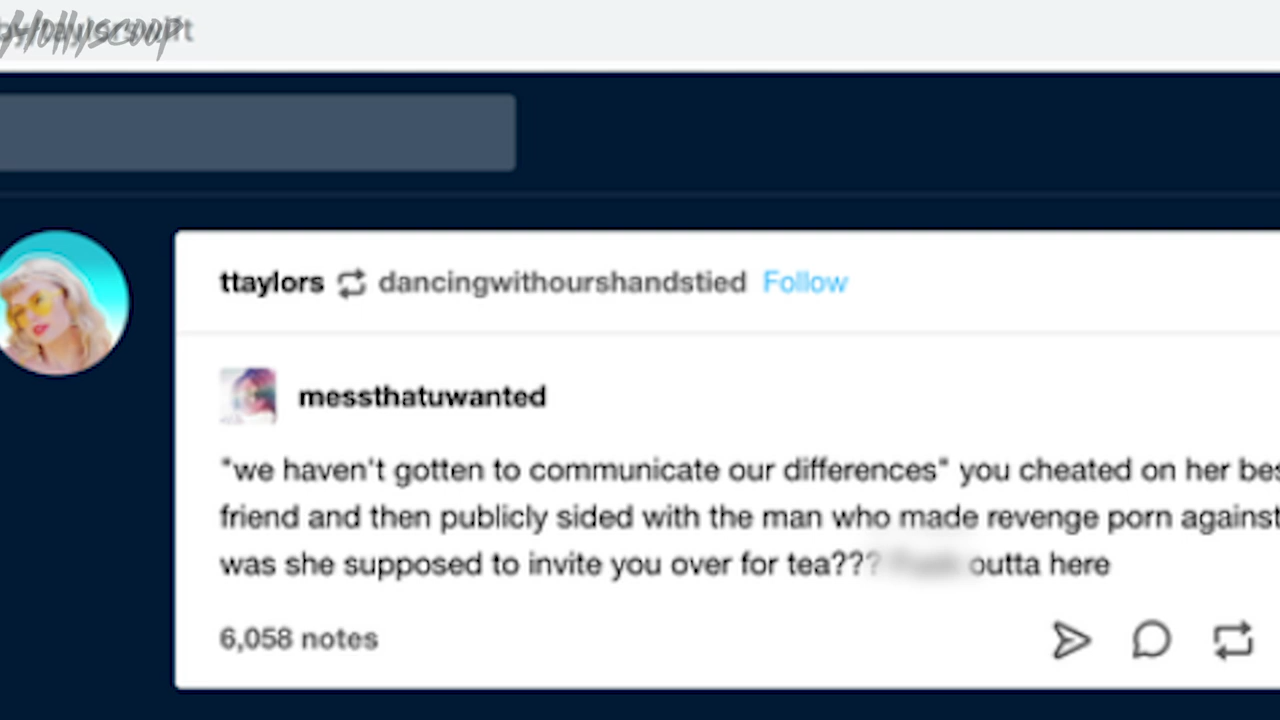 Hollyscoop
ttaylors dancingwithourshandstied Follow
messthatuwanted
"we haven't gotten to communicate our differences" you cheated on her bes
friend and then publicly sided with the man who made revenge porn against
was she supposed to invite you over for tea??? outta here
6,058 notes